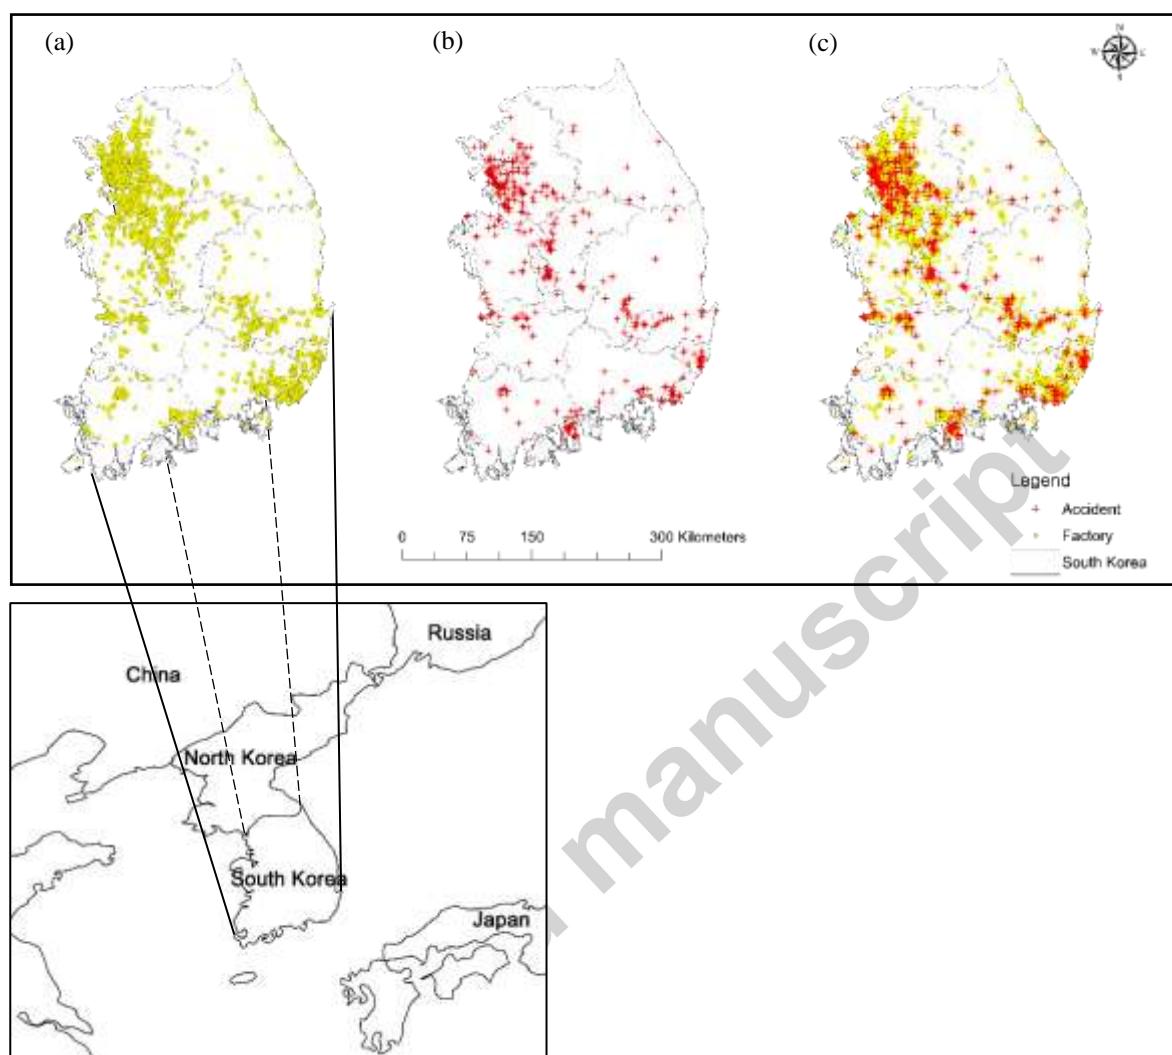 (a) (b) (c)
N
W E
S
Legend
Accident
Factory
South Korea
0 75 150 300 Kilometers
Russia
China
North Korea
South Korea
Japan
manuscript